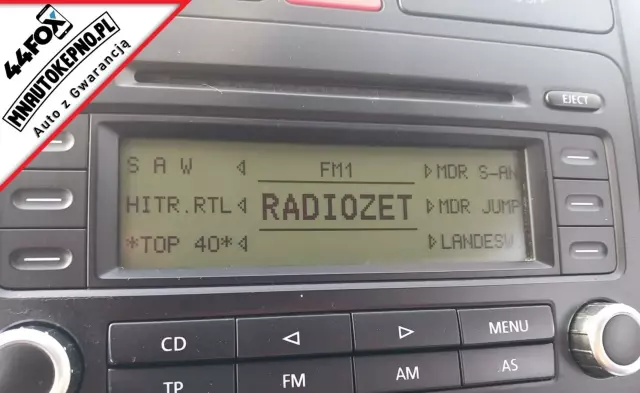 44FOX
MNAUTOKEPNO.PL
Auto z Gwarancją
OFF
EJECT
S A W FM1 MDR S-AN
HITR.RTL RADIOZET MDR JUMP
*TOP 40* LANDESW
CD MENU
TP FM AM AS